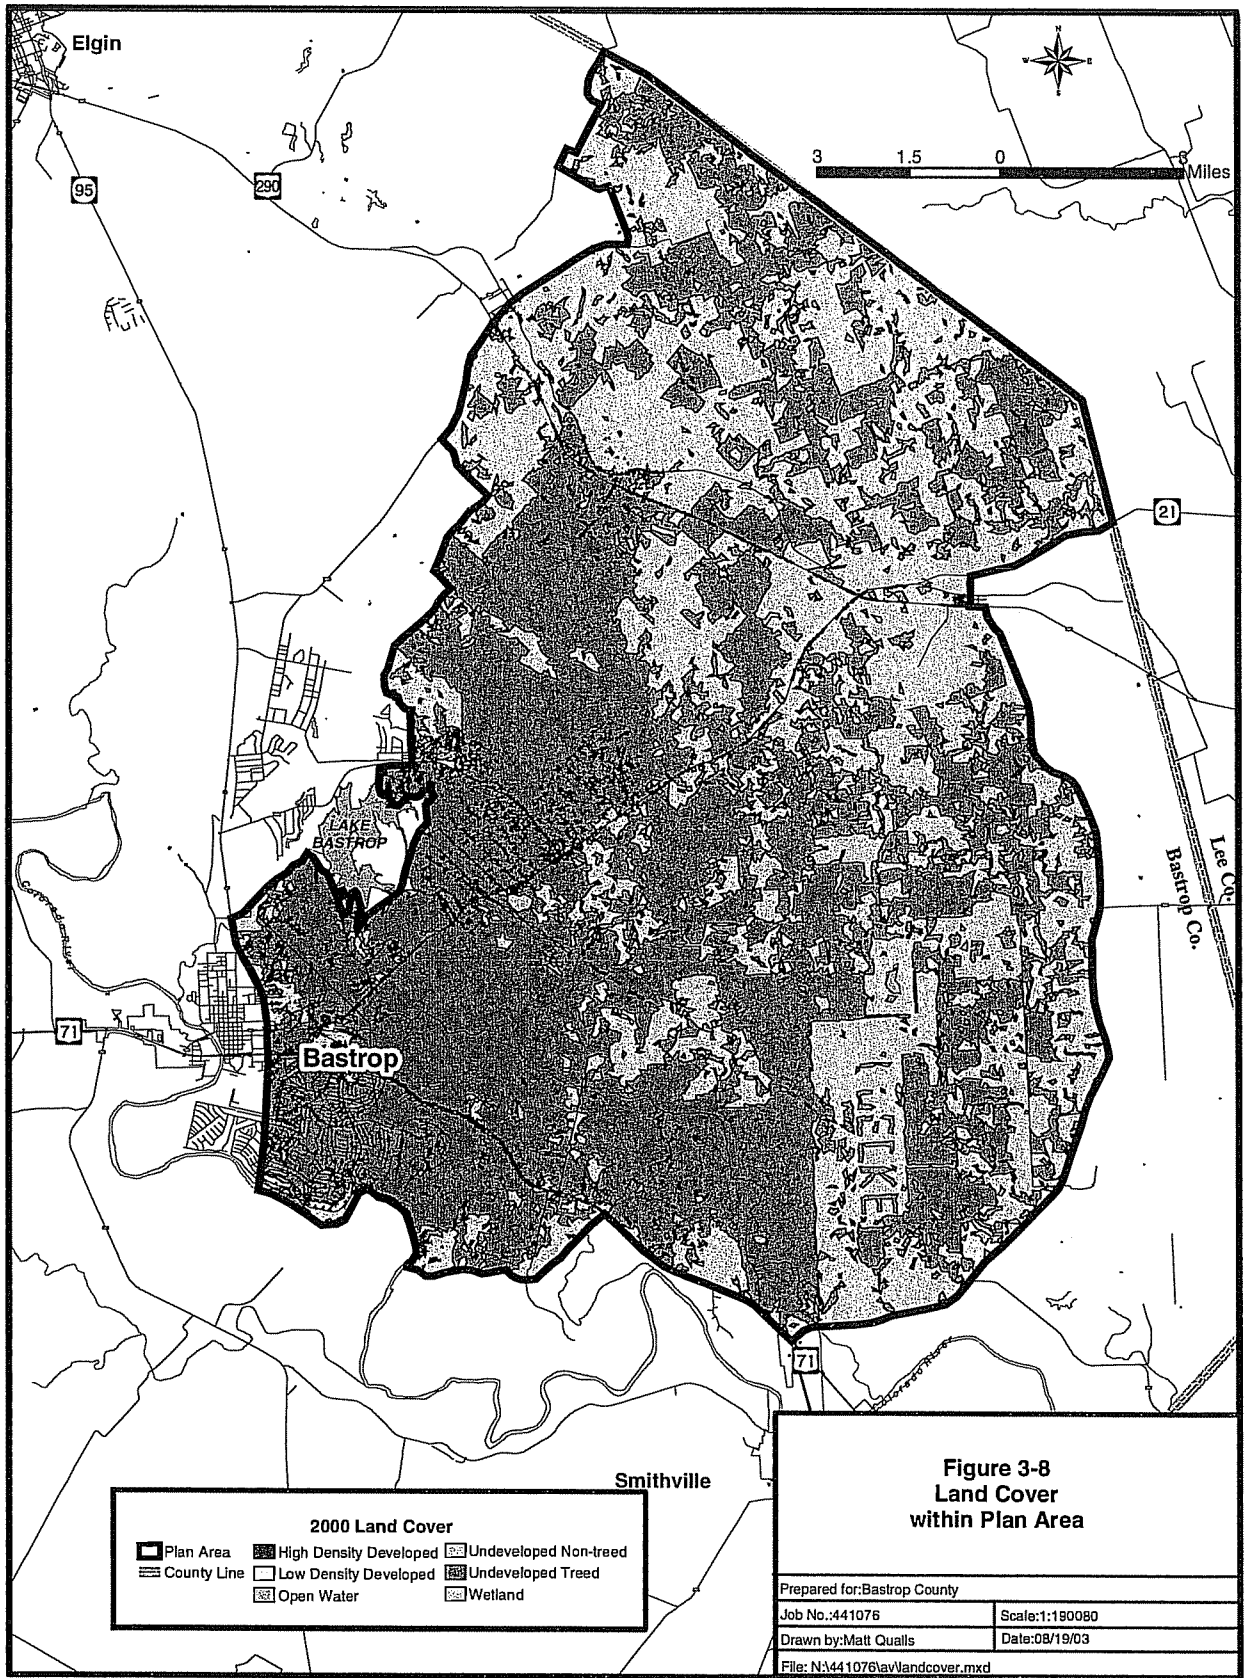 Elgin
N
W
E
S
3
1.5
0
3
Miles
95
290
21
LAKE
BASTROP
Lee Co.
Bastrop Co.
Colorado River
71
Bastrop
LUECKE
71
Smithville
2000 Land Cover
Plan Area
High Density Developed
Undeveloped Non-treed
County Line
Low Density Developed
Undeveloped Treed
Open Water
Wetland
Figure 3-8
Land Cover
within Plan Area
Prepared for:Bastrop County
Job No.:441076
Scale:1:190080
Drawn by:Matt Qualls
Date:08/19/03
File: N:\441076\av\landcover.mxd